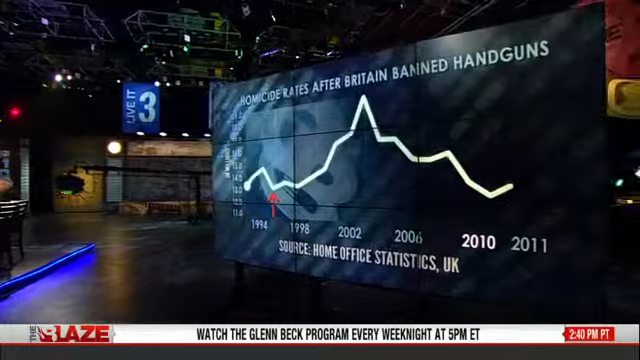 LIVE IT
3
HOMICIDE RATES AFTER BRITAIN BANNED HANDGUNS
1994 1998 2002 2006 2010 2011
SOURCE: HOME OFFICE STATISTICS, UK
THE BLAZE WATCH THE GLENN BECK PROGRAM EVERY WEEKNIGHT AT 5PM ET 2:40 PM PT